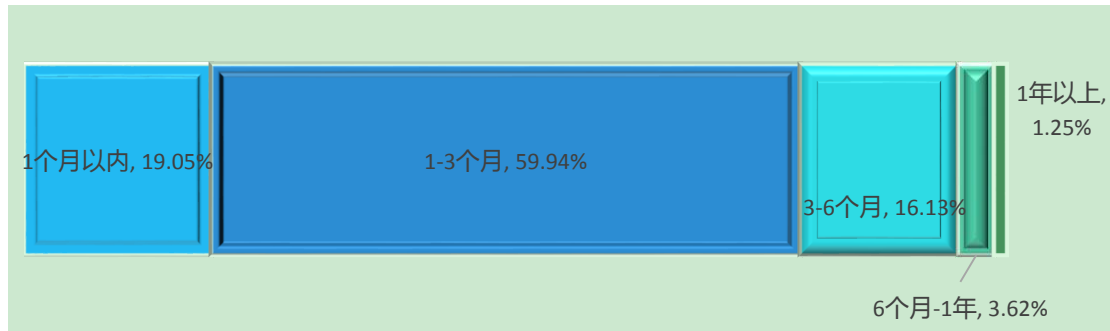 1个月以内, 19.05%
1-3个月, 59.94%
3-6个月, 16.13%
1年以上,
1.25%
6个月-1年, 3.62%